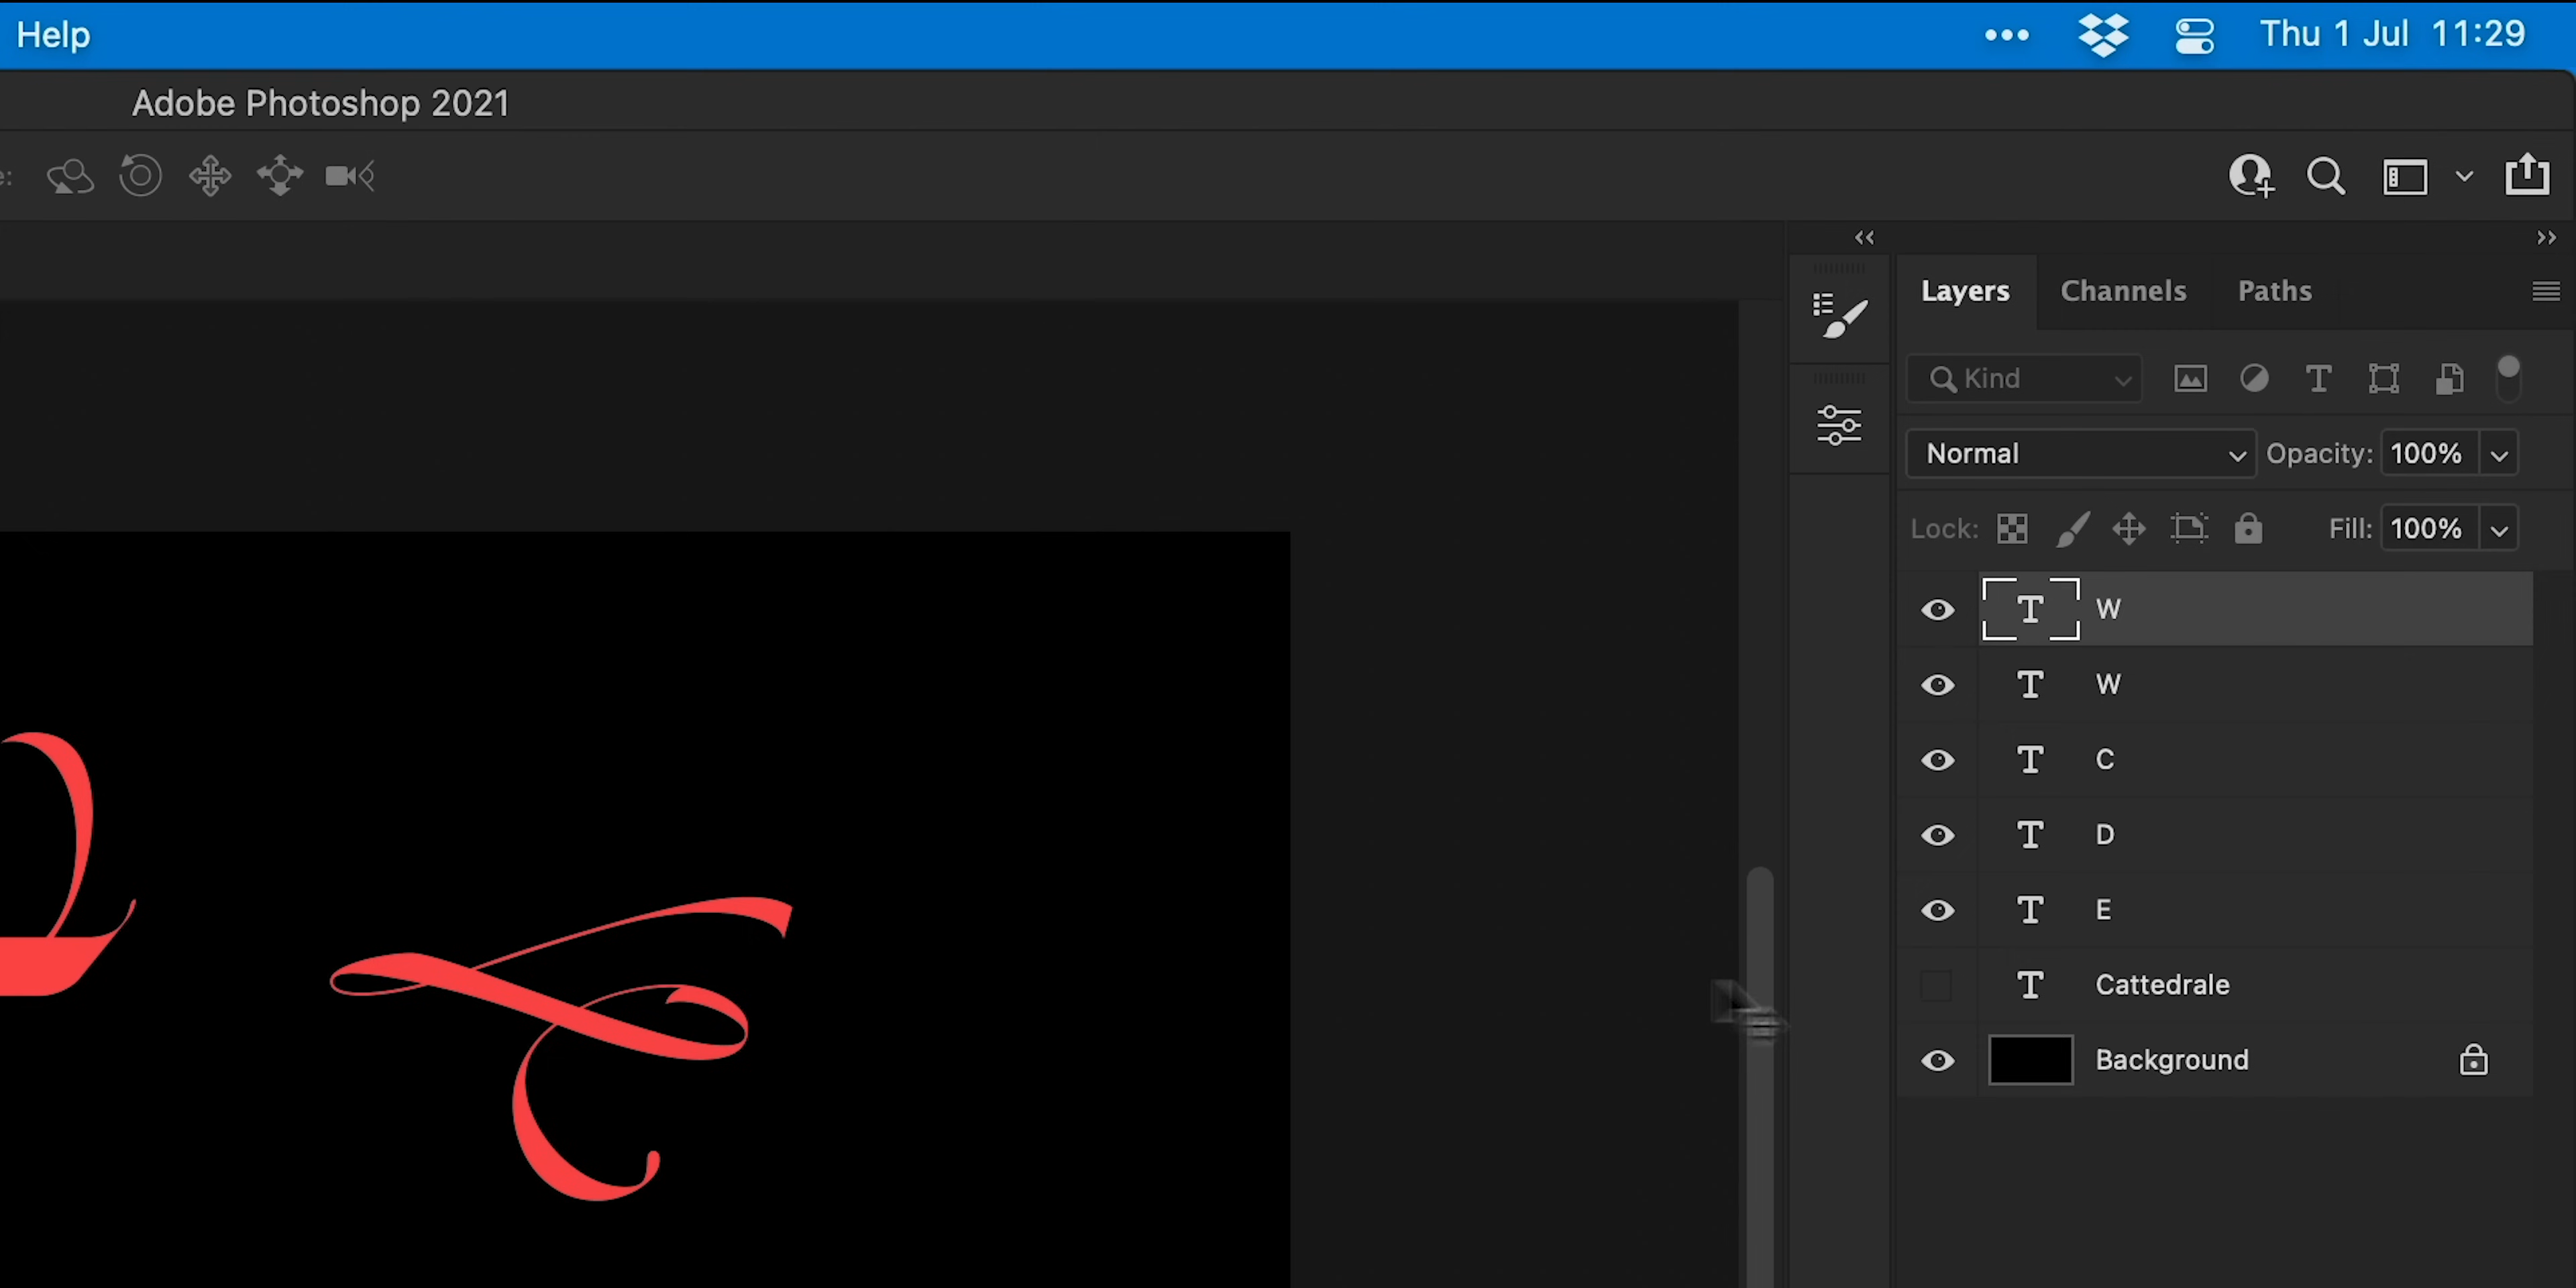 Help
Thu 1 Jul 11:29
Adobe Photoshop 2021
Layers Channels Paths
Kind
Normal Opacity: 100%
Lock: Fill: 100%
W
W
C
D
E
Cattedrale
Background